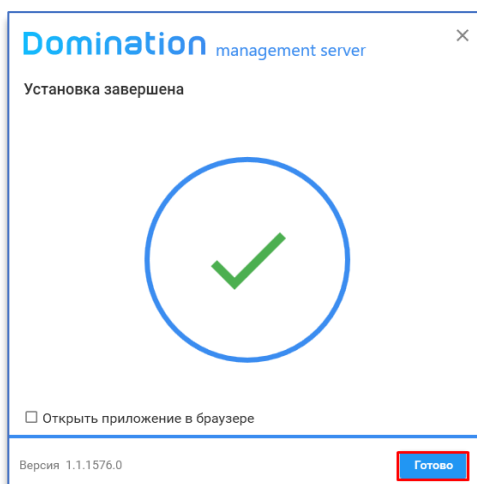 Domination management server
Установка завершена
Открыть приложение в браузере
Версия 1.1.1576.0
Готово